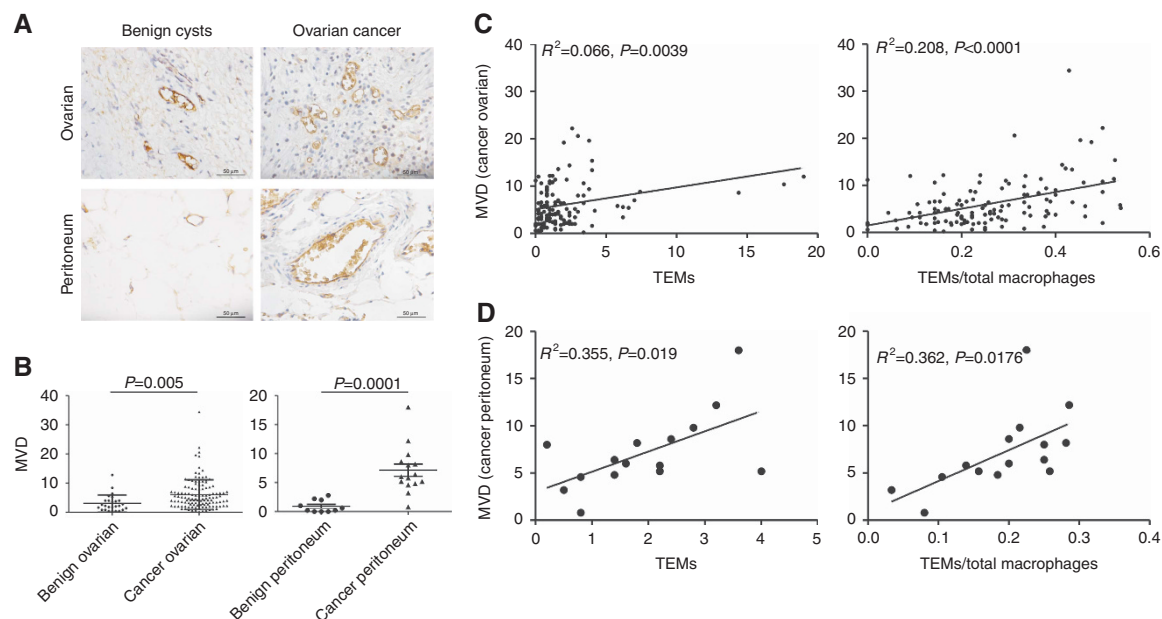 A
Benign cysts
Ovarian cancer
Ovarian
50 µm
50 µm
Peritoneum
50 µm
50 µm
B
P=0.005
P=0.0001
MVD
40
30
20
10
0
20
15
10
5
0
Benign ovarian
Cancer ovarian
Benign peritoneum
Cancer peritoneum
C
R²=0.066, P=0.0039
MVD (cancer ovarian)
40
30
20
10
0
0
5
10
15
20
TEMs
R²=0.208, P<0.0001
40
30
20
10
0
0.0
0.2
0.4
0.6
TEMs/total macrophages
D
R²=0.355, P=0.019
MVD (cancer peritoneum)
20
15
10
5
0
0
1
2
3
4
5
TEMs
R²=0.362, P=0.0176
20
15
10
5
0
0.0
0.1
0.2
0.3
0.4
TEMs/total macrophages